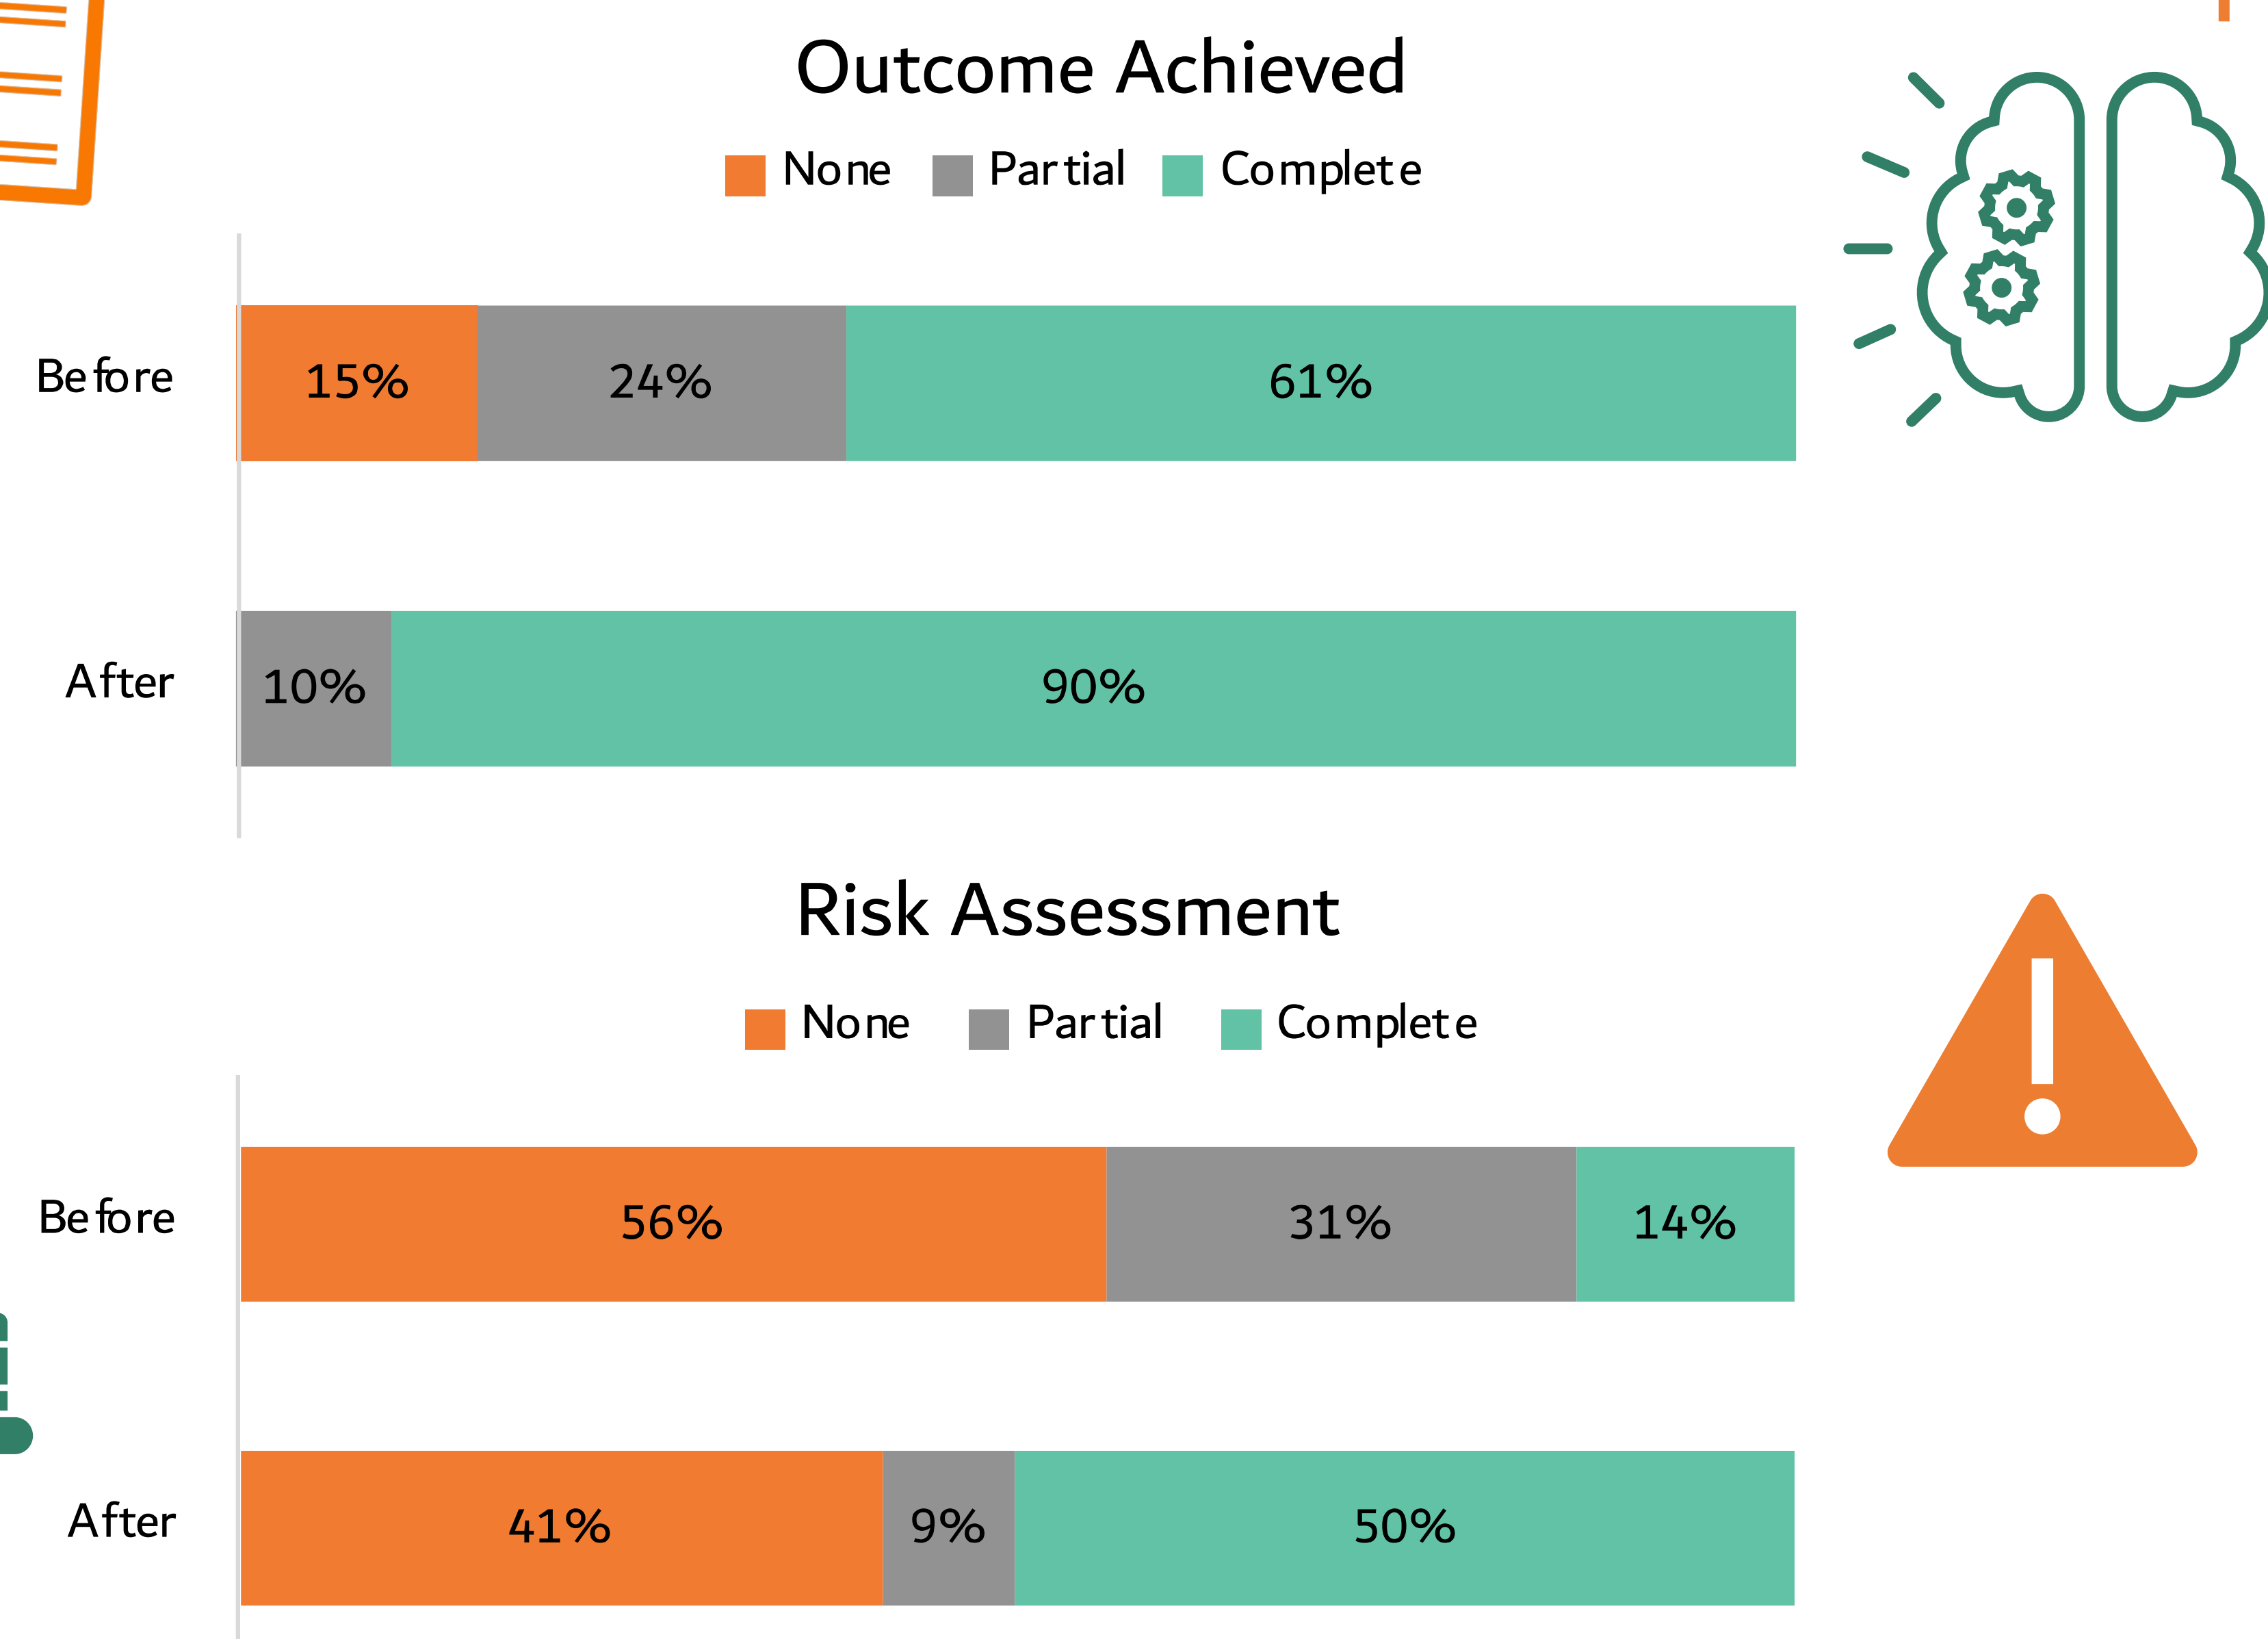 Outcome Achieved
None Partial Complete
Before 15% 24% 61%
After 10% 90%
Risk Assessment
None Partial Complete
Before 56% 31% 14%
After 41% 9% 50%